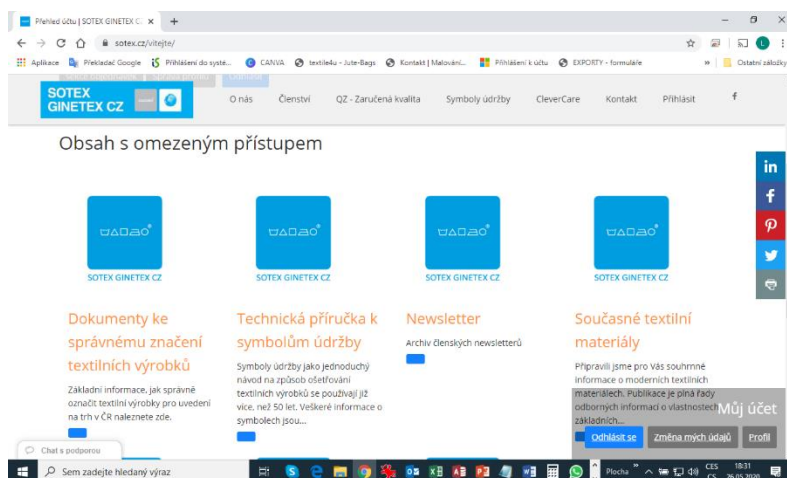 Přehled účtu | SOTEX GINETEX C
sotex.cz/vitejte/
Aplikace Překladač Google Přihlášení do systé... CANVA textile4u - Jute-Bags Kontakt | Malování... Přihlášení k účtu EXPORTY - formuláře » Ostatní záložky
SOTEX
GINETEX CZ
O nás Členství QZ - Zaručená kvalita Symboly údržby CleverCare Kontakt Přihlásit f
Obsah s omezeným přístupem
in
f
SOTEX GINETEX CZ SOTEX GINETEX CZ SOTEX GINETEX CZ SOTEX GINETEX CZ
Dokumenty ke
správnému značení
textilních výrobků
Základní informace, jak správně
označit textilní výrobky pro uvedení
na trh v ČR naleznete zde.
Technická příručka k
symbolům údržby
Symboly údržby jako jednoduchý
návod na způsob ošetřování
textilních výrobků se používají již
více, než 50 let. Veškeré informace o
symbolech jsou...
Newsletter
Archiv členských newsletterů
Současné textilní
materiály
Připravili jsme pro Vás souhrnné
informace o moderních textilních
materiálech. Publikace je plná řady
odborných informací o vlastnostech
základních...
Můj účet
Odhlásit se Změna mých údajů Profil
Chat s podporou
Sem zadejte hledaný výraz
Plocha » CES 18:31
CS 26.05.2020